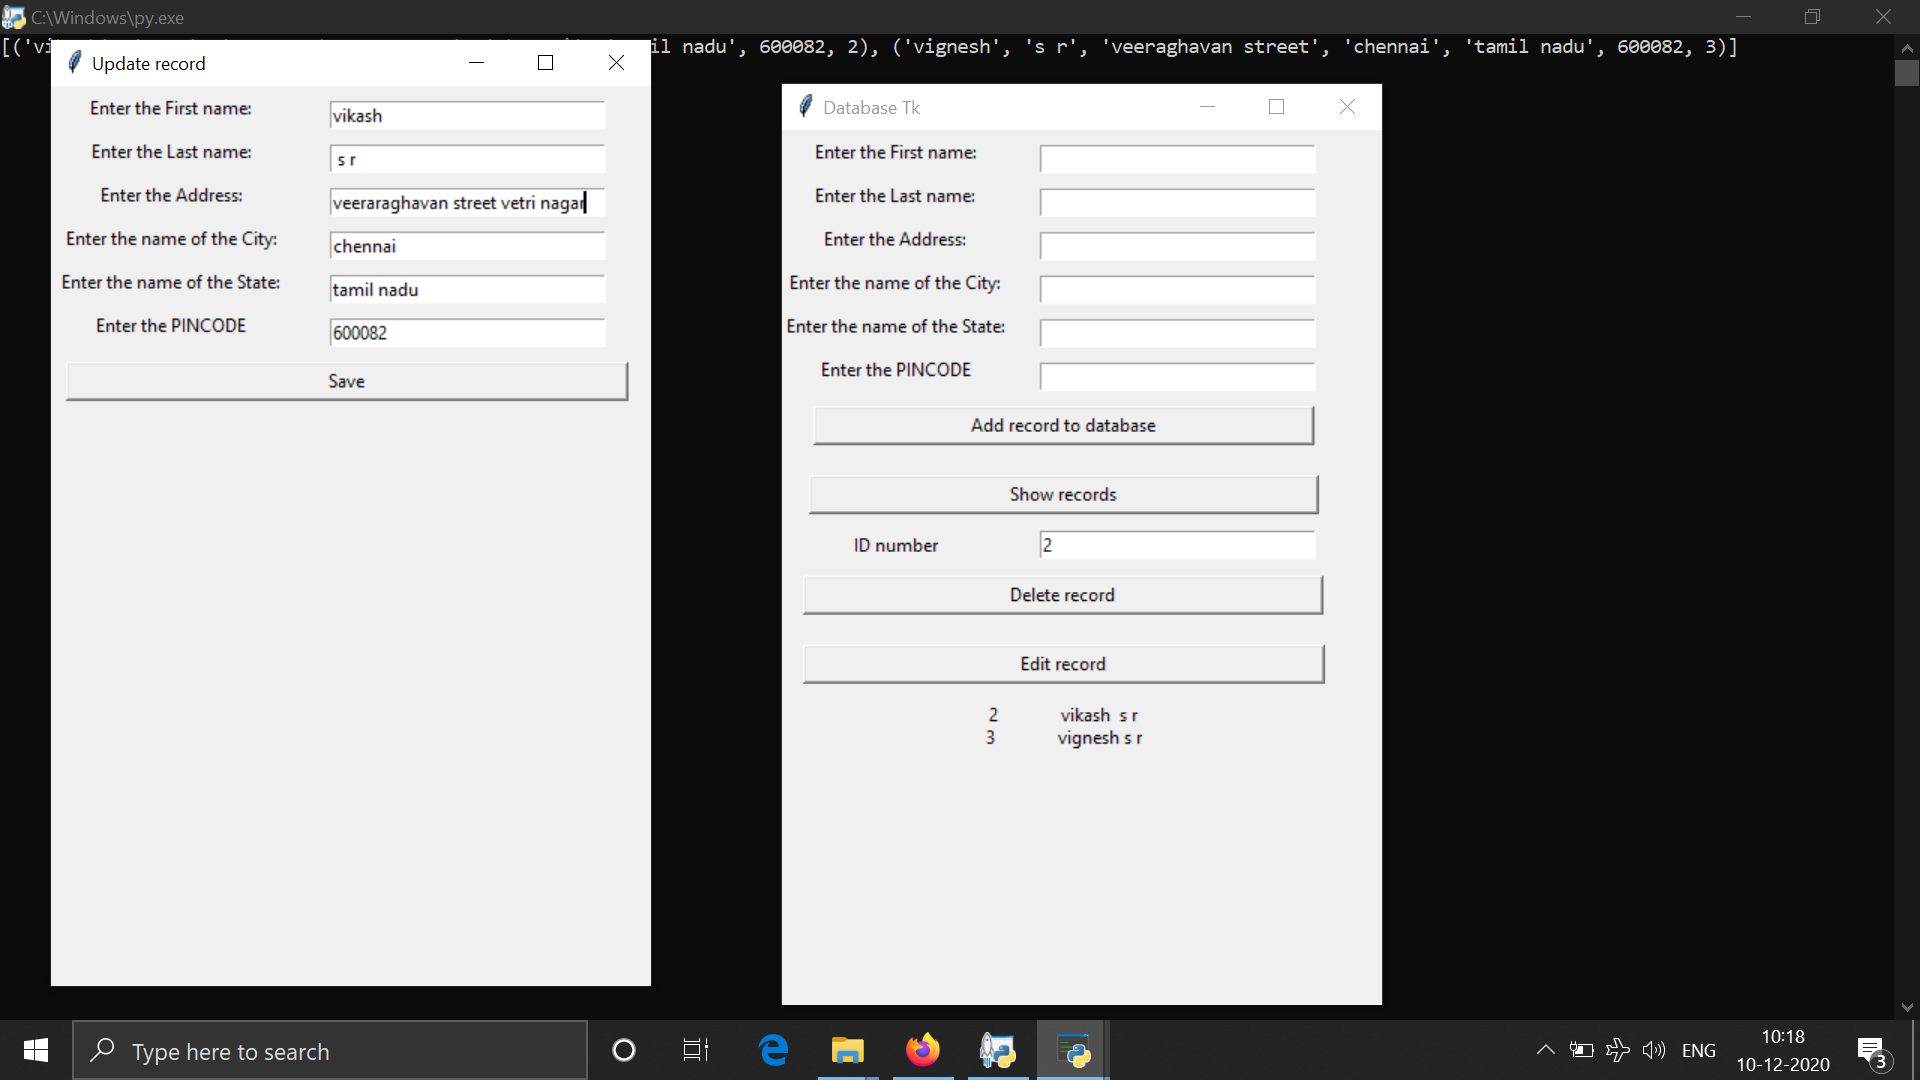 C:\Windows\py.exe
[('vi il nadu', 600082, 2), ('vignesh', 's r', 'veeraghavan street', 'chennai', 'tamil nadu', 600082, 3)]
Update record
Enter the First name: vikash
Enter the Last name: s r
Enter the Address: veeraraghavan street vetri nagar
Enter the name of the City: chennai
Enter the name of the State: tamil nadu
Enter the PINCODE 600082
Save
Database Tk
Enter the First name:
Enter the Last name:
Enter the Address:
Enter the name of the City:
Enter the name of the State:
Enter the PINCODE
Add record to database
Show records
ID number 2
Delete record
Edit record
2 vikash s r
3 vignesh s r
Type here to search
ENG
10:18
10-12-2020
3